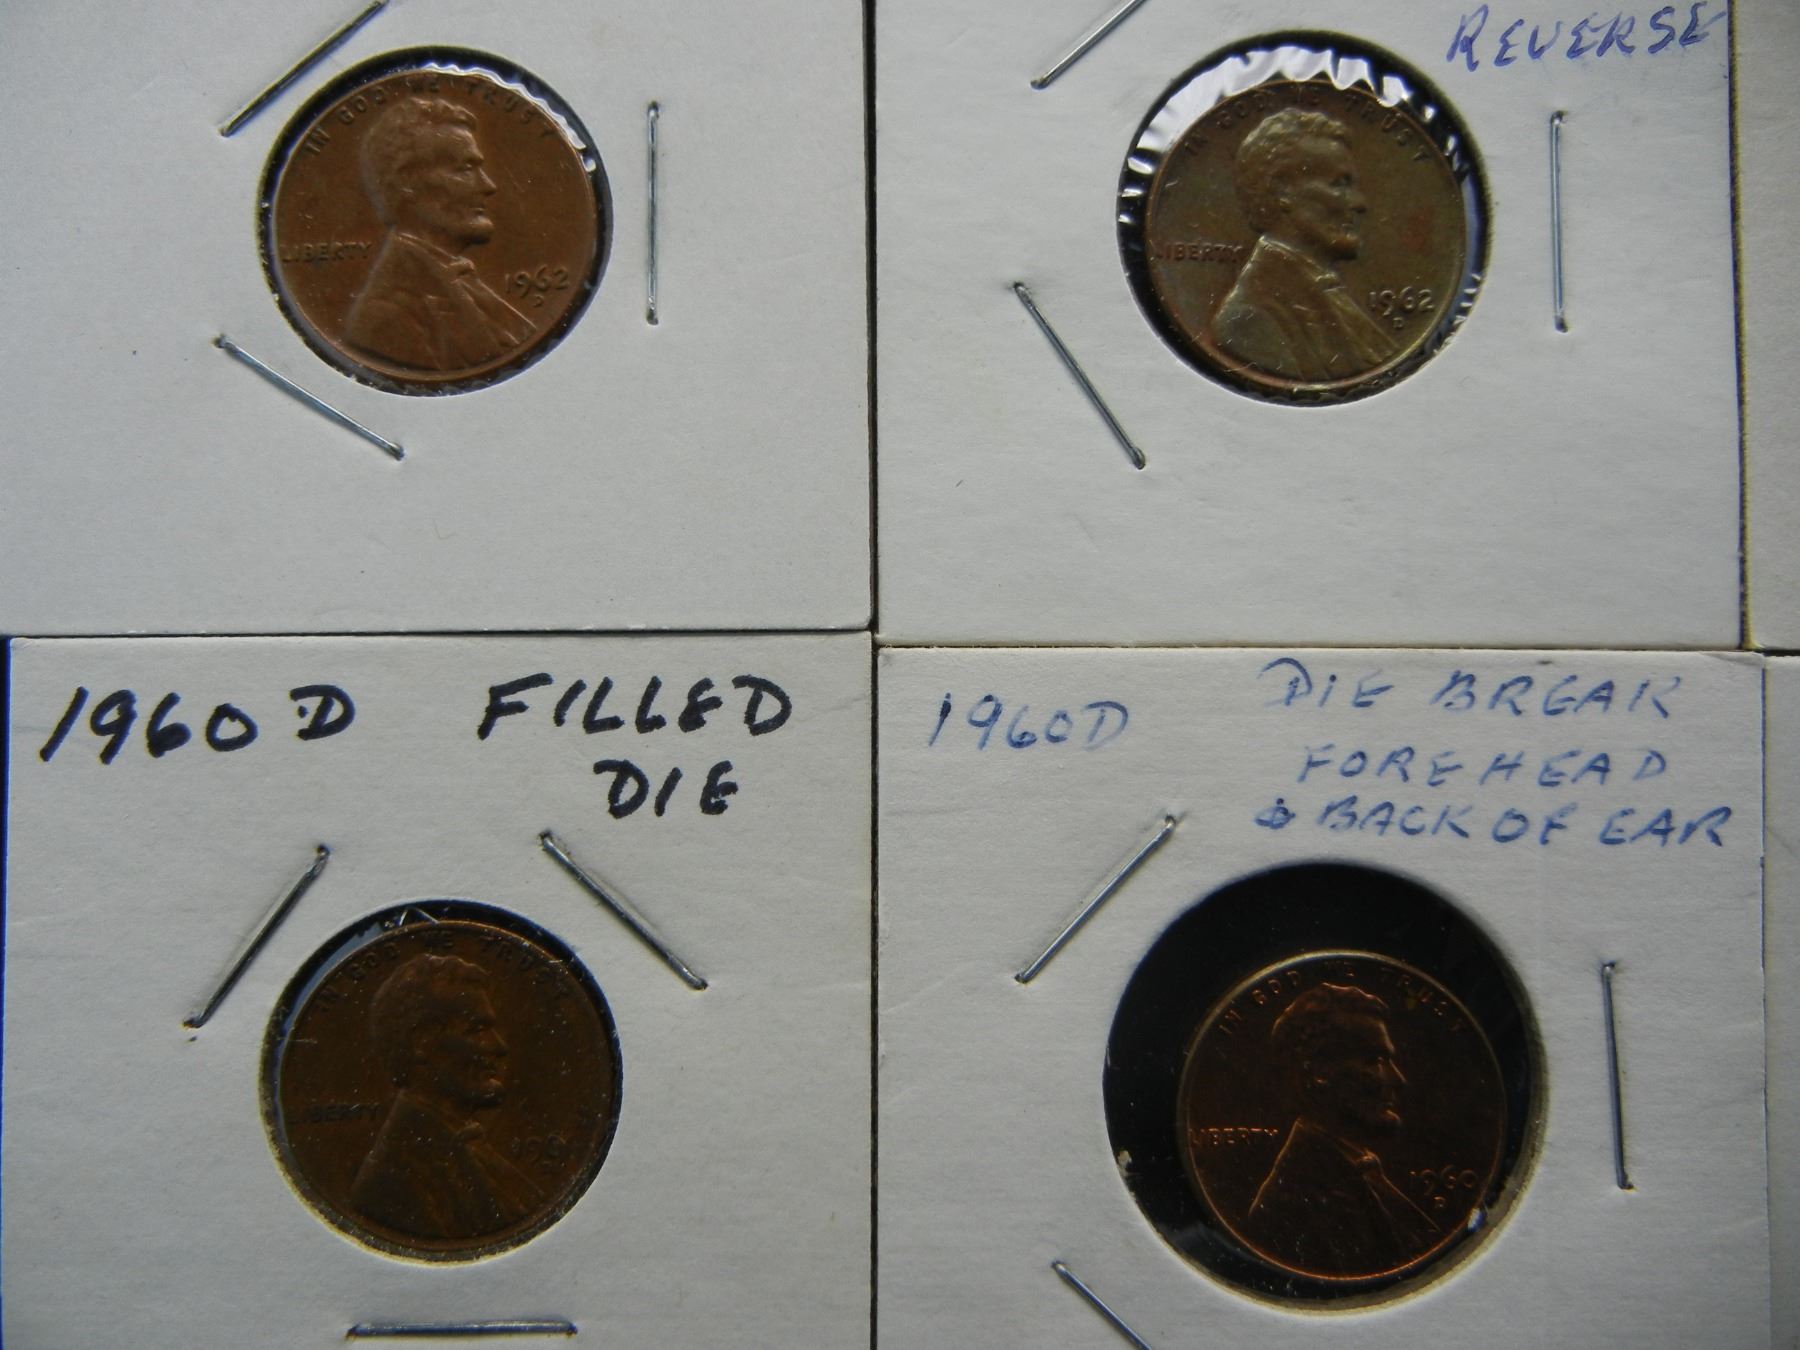 IN GOD WE TRUST
LIBERTY
1962
D
REVERSE
IN GOD WE TRUST
LIBERTY
1962
D
1960 D FILLED
DIE
IN GOD WE TRUST
LIBERTY
196
D
1960D DIE BREAK
FOREHEAD
& BACK OF EAR
IN GOD WE TRUST
LIBERTY
1960
D